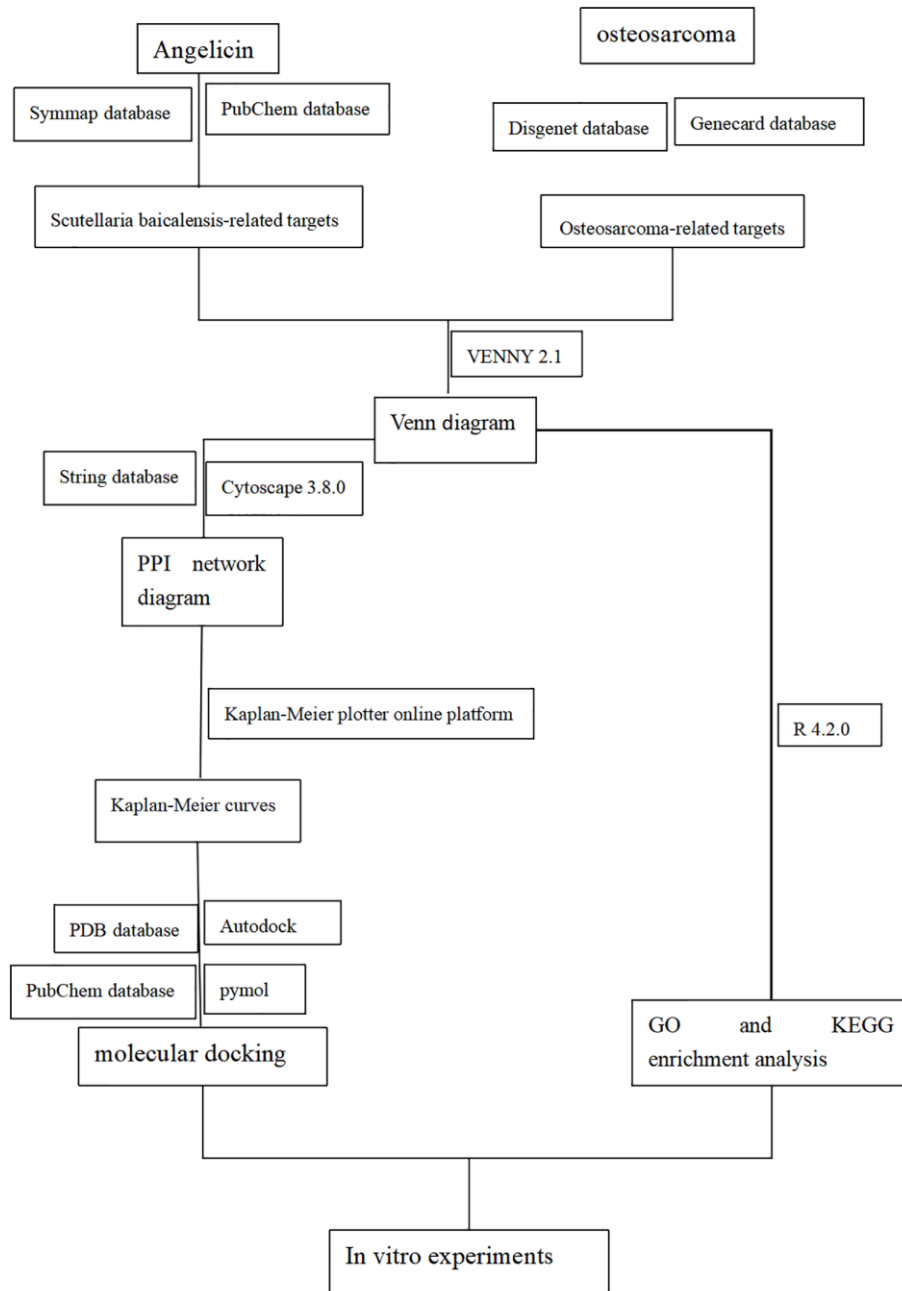 Angelicin
osteosarcoma
Symmap database
PubChem database
Disgenet database
Genecard database
Scutellaria baicalensis-related targets
Osteosarcoma-related targets
VENNY 2.1
Venn diagram
String database
Cytoscape 3.8.0
PPI network
diagram
Kaplan-Meier plotter online platform
R 4.2.0
Kaplan-Meier curves
PDB database
Autodock
PubChem database
pymol
molecular docking
GO and KEGG
enrichment analysis
In vitro experiments